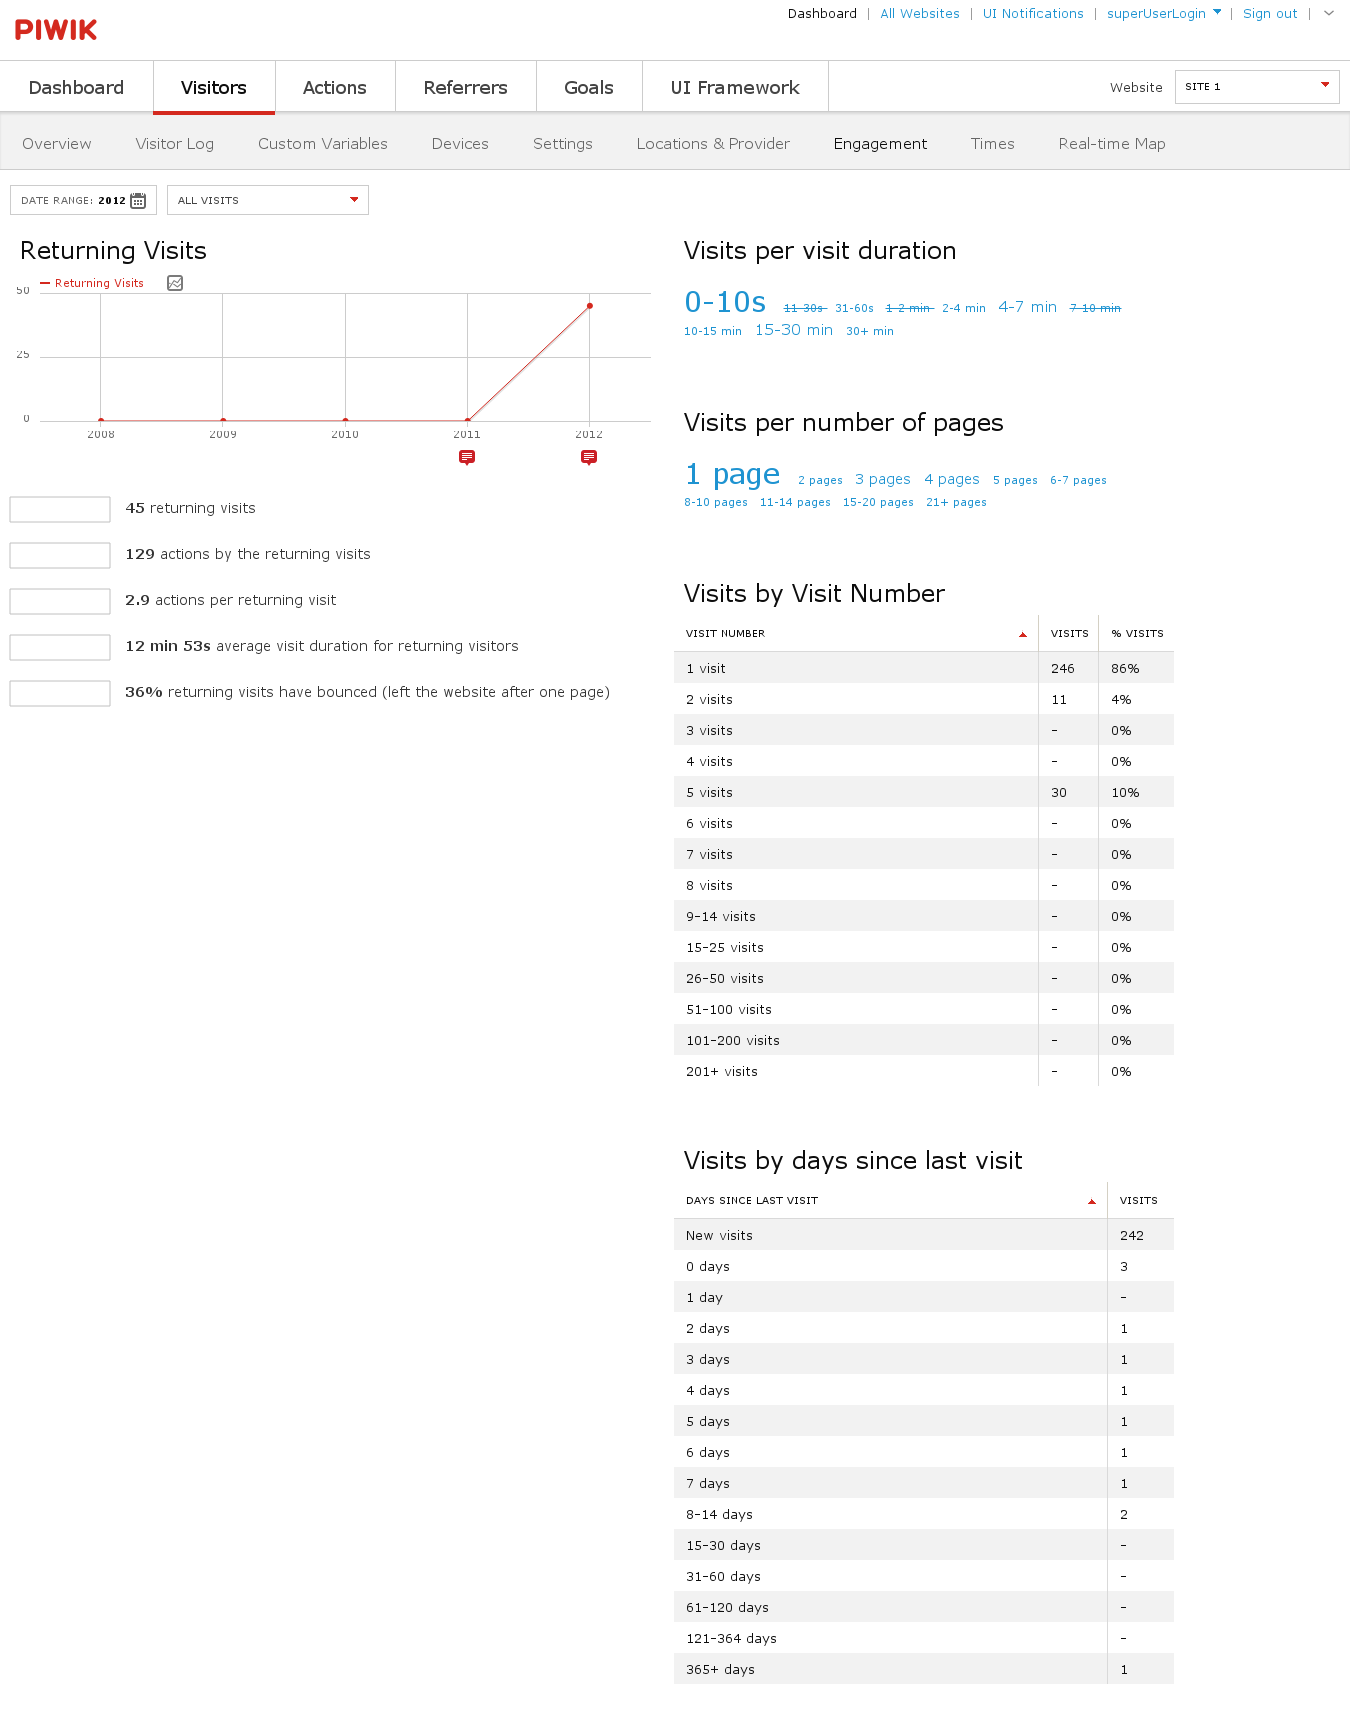 PIWIK
Dashboard | All Websites | UI Notifications | superUserLogin | Sign out |
Dashboard Visitors Actions Referrers Goals UI Framework
Website SITE 1
Overview Visitor Log Custom Variables Devices Settings Locations & Provider Engagement Times Real-time Map
DATE RANGE: 2012 ALL VISITS
Returning Visits
Returning Visits
50
25
0
2008 2009 2010 2011 2012
45 returning visits
129 actions by the returning visits
2.9 actions per returning visit
12 min 53s average visit duration for returning visitors
36% returning visits have bounced (left the website after one page)
Visits per visit duration
0-10s 11-30s 31-60s 1-2 min 2-4 min 4-7 min 7-10 min
10-15 min 15-30 min 30+ min
Visits per number of pages
1 page 2 pages 3 pages 4 pages 5 pages 6-7 pages
8-10 pages 11-14 pages 15-20 pages 21+ pages
Visits by Visit Number
VISIT NUMBER VISITS % VISITS
1 visit 246 86%
2 visits 11 4%
3 visits - 0%
4 visits - 0%
5 visits 30 10%
6 visits - 0%
7 visits - 0%
8 visits - 0%
9-14 visits - 0%
15-25 visits - 0%
26-50 visits - 0%
51-100 visits - 0%
101-200 visits - 0%
201+ visits - 0%
Visits by days since last visit
DAYS SINCE LAST VISIT VISITS
New visits 242
0 days 3
1 day -
2 days 1
3 days 1
4 days 1
5 days 1
6 days 1
7 days 1
8-14 days 2
15-30 days -
31-60 days -
61-120 days -
121-364 days -
365+ days 1